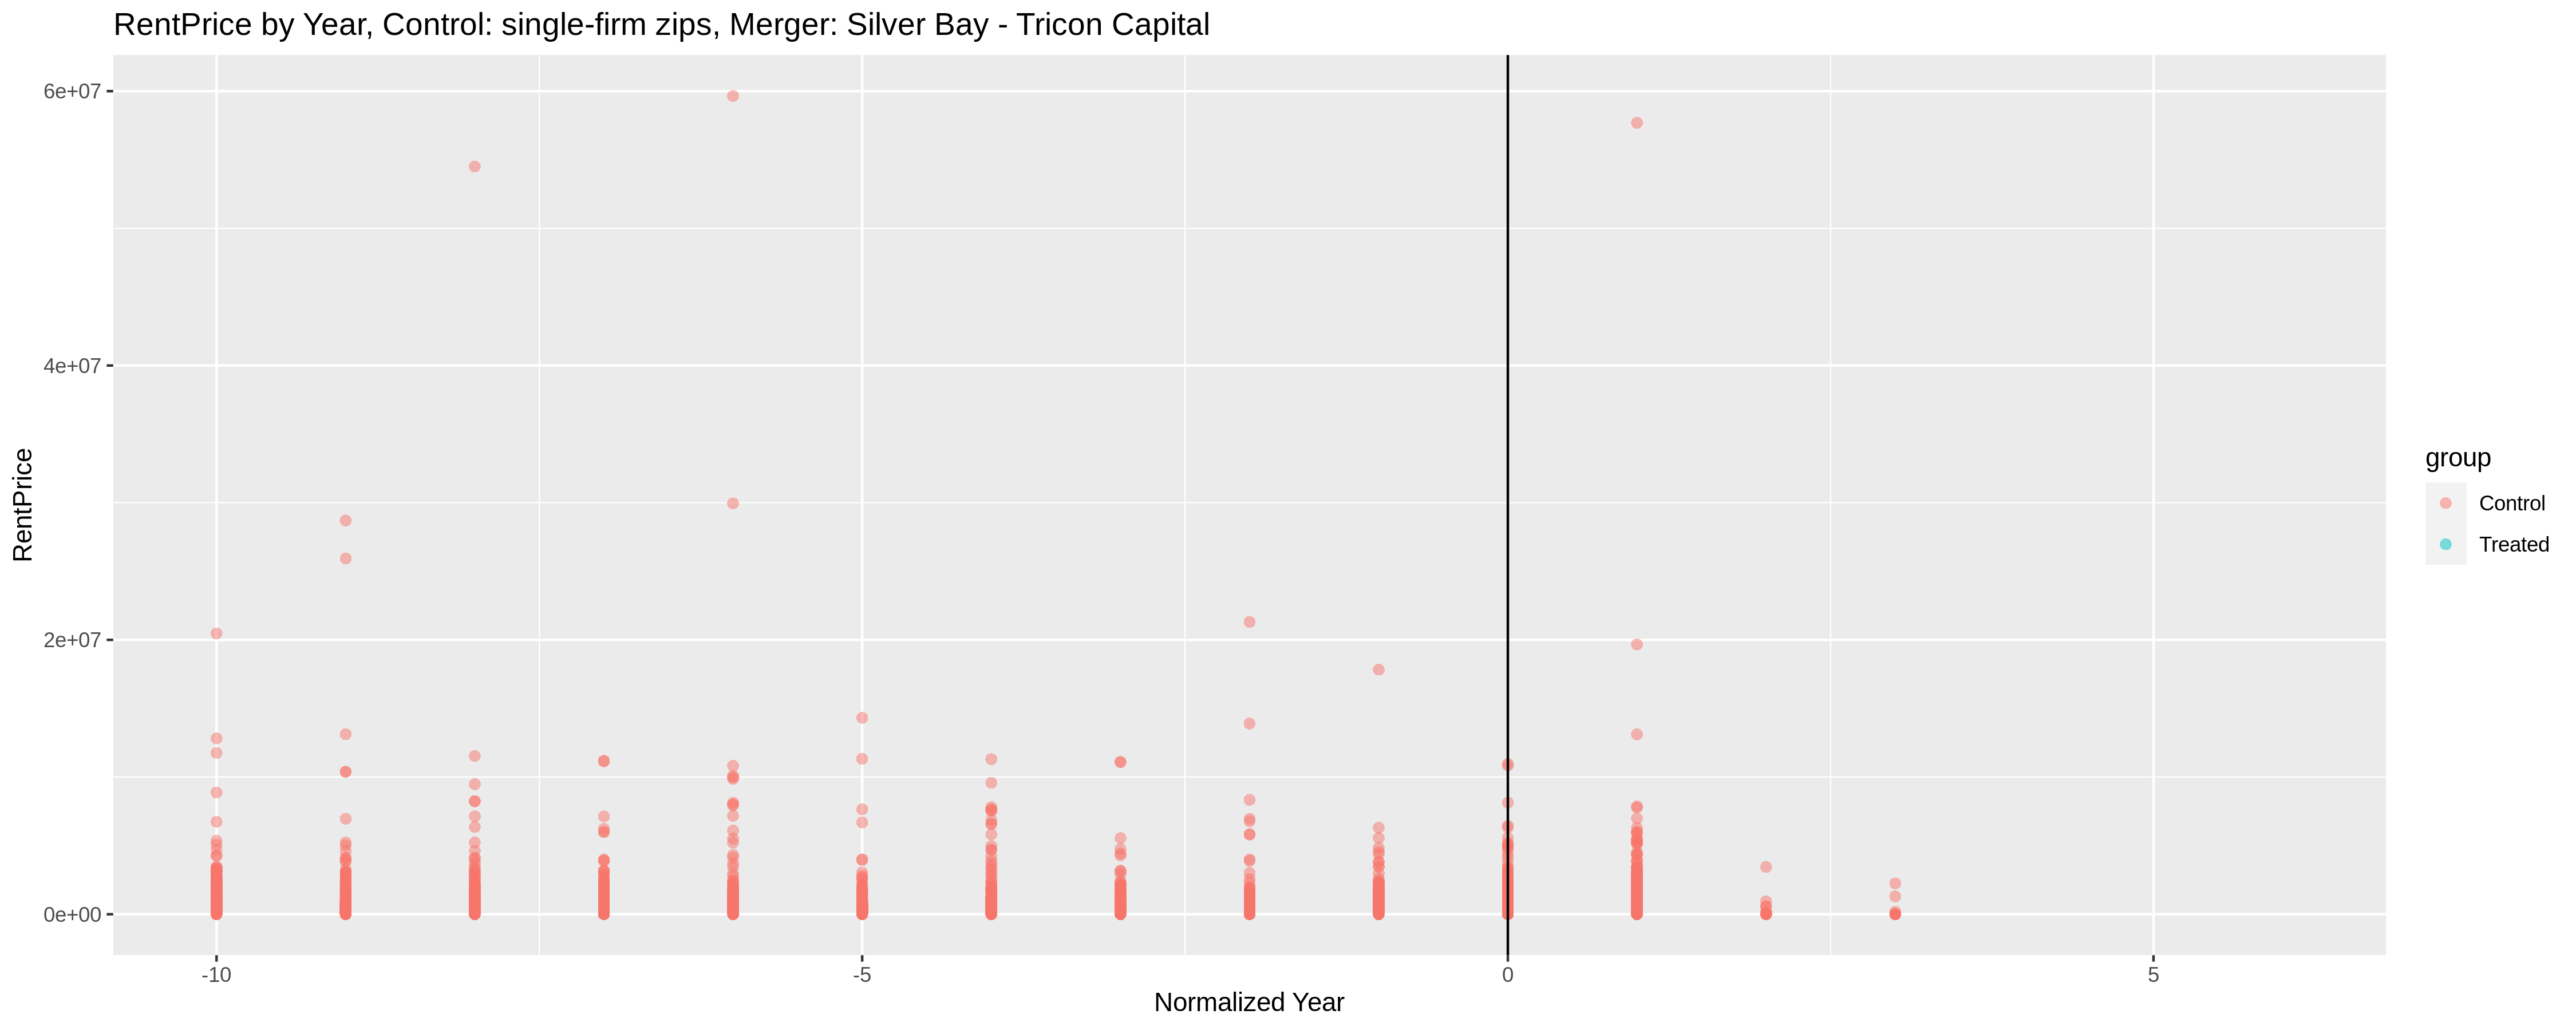 RentPrice by Year, Control: single-firm zips, Merger: Silver Bay - Tricon Capital
6e+07
4e+07
2e+07
0e+00
RentPrice
-10
-5
0
5
Normalized Year
group
Control
Treated